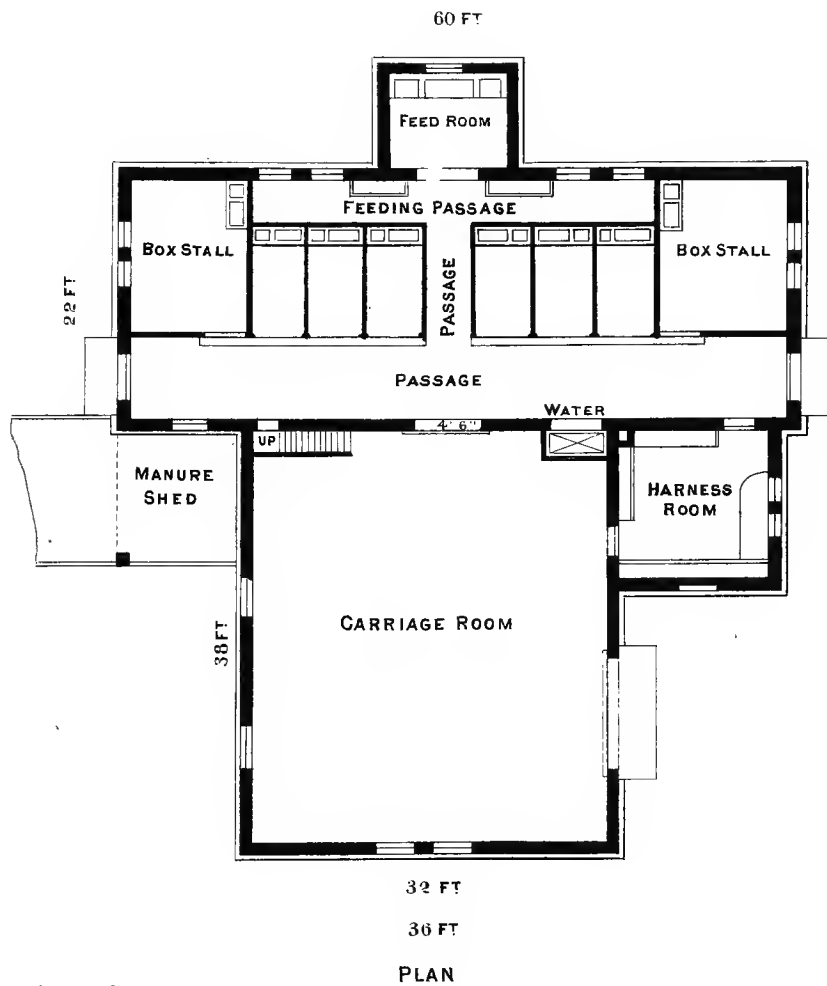 60 FT
FEED ROOM
FEEDING PASSAGE
BOX STALL
BOX STALL
PASSAGE
22 FT
PASSAGE
WATER
UP
4' 6"
MANURE
SHED
HARNESS
ROOM
CARRIAGE ROOM
38 FT
32 FT
36 FT
PLAN